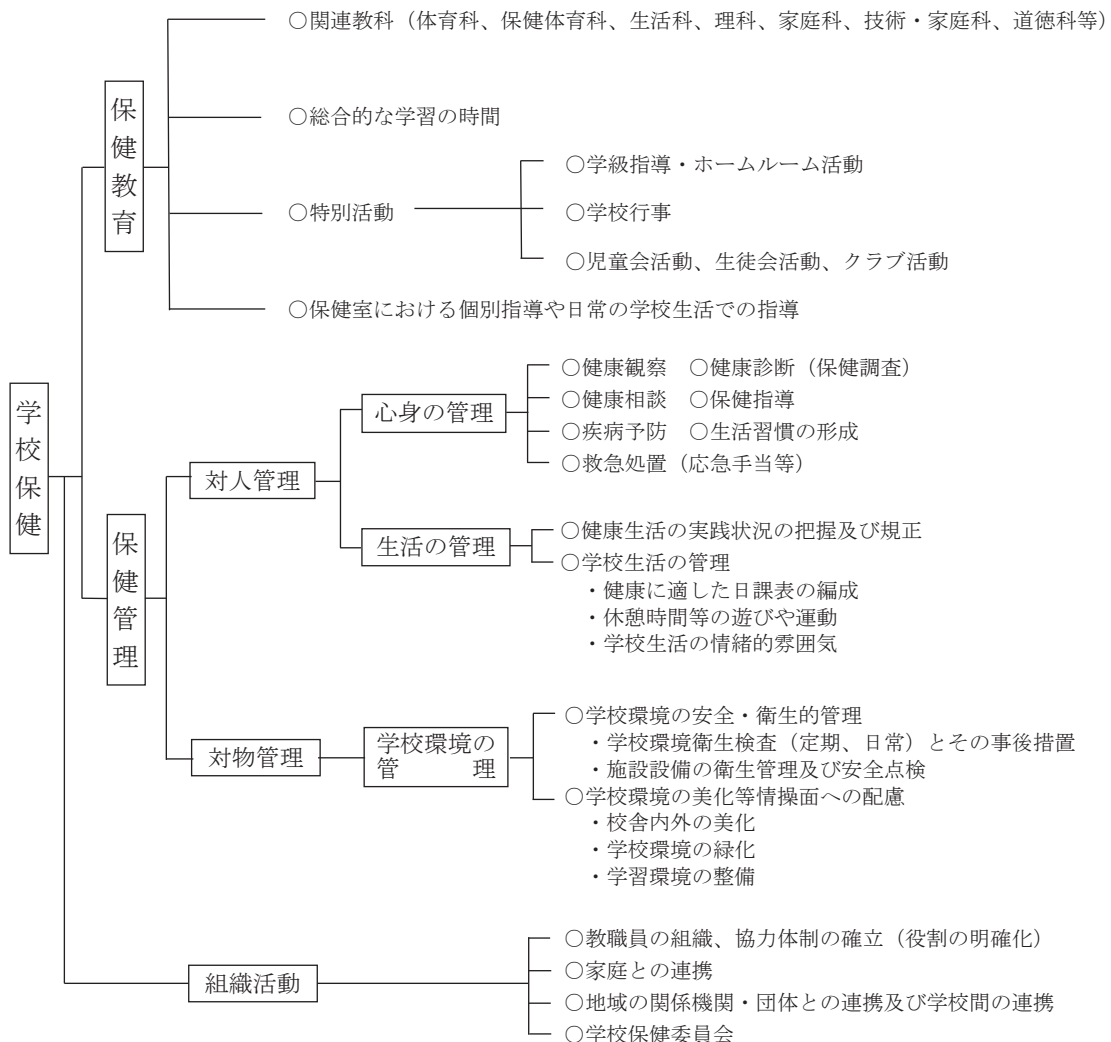 学校保健
保健教育
○関連教科（体育科、保健体育科、生活科、理科、家庭科、技術・家庭科、道徳科等）
○総合的な学習の時間
○特別活動
○学級指導・ホームルーム活動
○学校行事
○児童会活動、生徒会活動、クラブ活動
○保健室における個別指導や日常の学校生活での指導
保健管理
対人管理
心身の管理
○健康観察　○健康診断（保健調査）
○健康相談　○保健指導
○疾病予防　○生活習慣の形成
○救急処置（応急手当等）
生活の管理
○健康生活の実践状況の把握及び規正
○学校生活の管理
・健康に適した日課表の編成
・休憩時間等の遊びや運動
・学校生活の情緒的雰囲気
対物管理
学校環境の
管　　理
○学校環境の安全・衛生的管理
・学校環境衛生検査（定期、日常）とその事後措置
・施設設備の衛生管理及び安全点検
○学校環境の美化等情操面への配慮
・校舎内外の美化
・学校環境の緑化
・学習環境の整備
組織活動
○教職員の組織、協力体制の確立（役割の明確化）
○家庭との連携
○地域の関係機関・団体との連携及び学校間の連携
○学校保健委員会